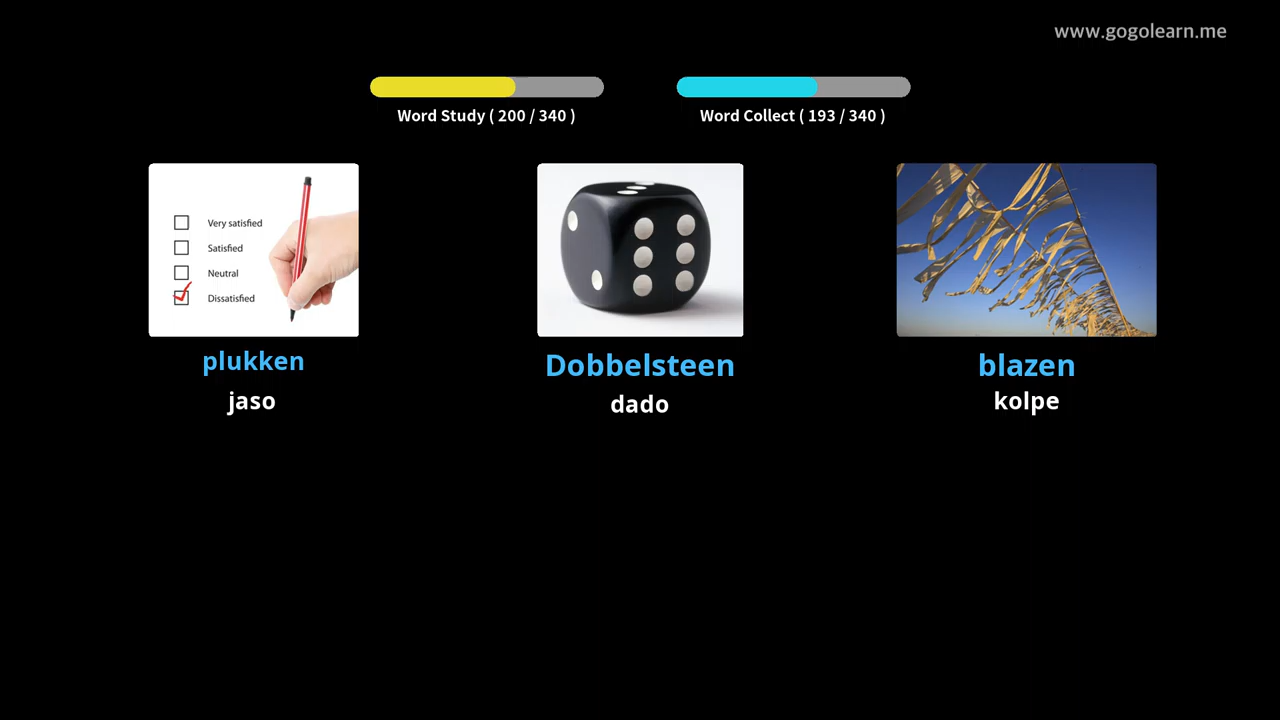 www.gogolearn.me
Word Study ( 200 / 340 )
Word Collect ( 193 / 340 )
Very satisfied
Satisfied
Neutral
Dissatisfied
plukken
jaso
Dobbelsteen
dado
blazen
kolpe